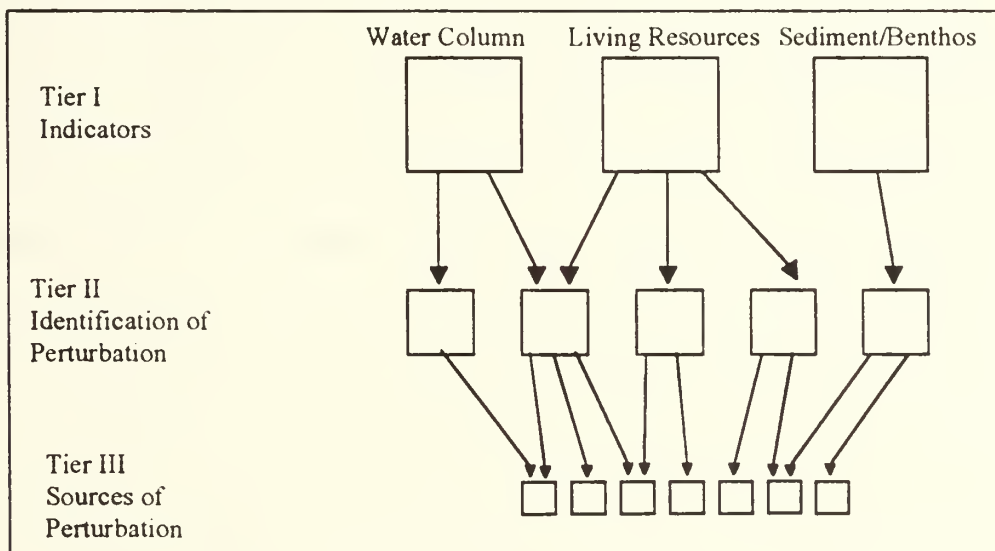 Water Column Living Resources Sediment/Benthos
Tier I
Indicators
Tier II
Identification of
Perturbation
Tier III
Sources of
Perturbation